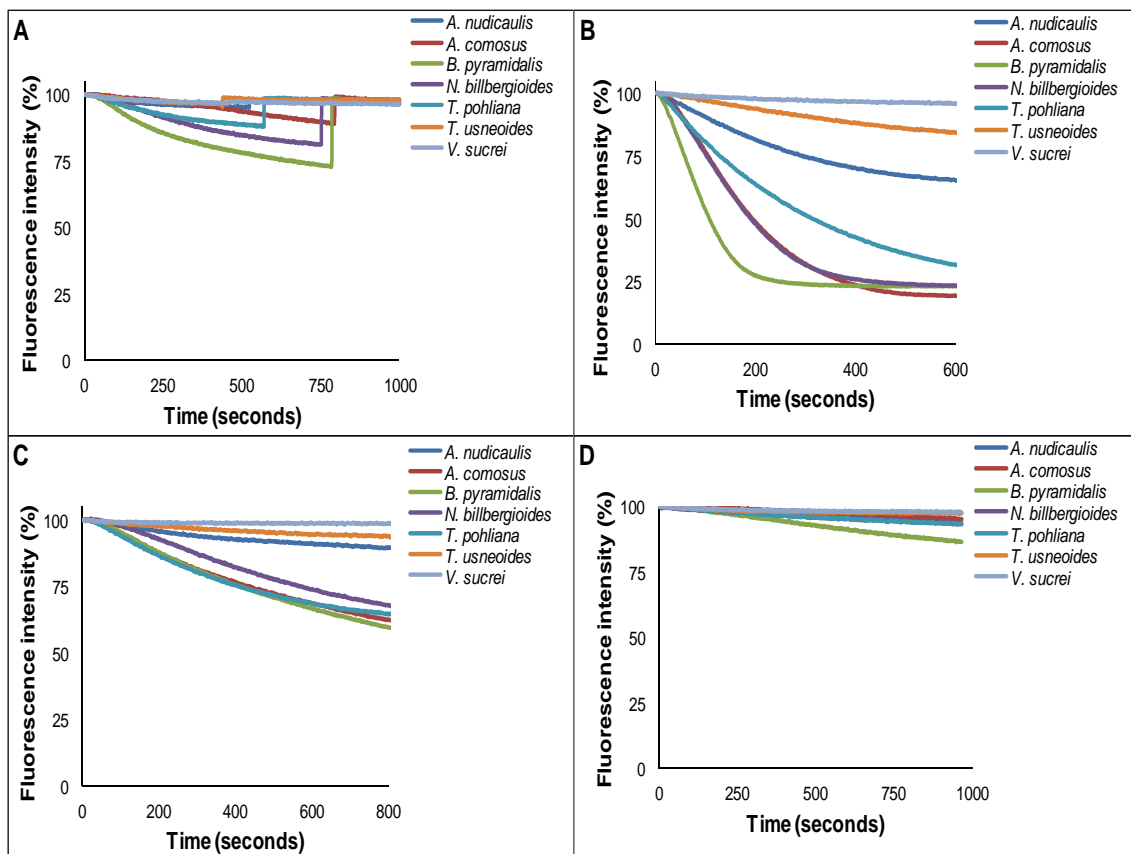 A
A. nudicaulis
A. comosus
B. pyramidalis
N. billbergioides
T. pohliana
T. usneoides
V. sucrei
Fluorescence intensity (%)
100
75
50
25
0
0 250 500 750 1000
Time (seconds)
B
A. nudicaulis
A. comosus
B. pyramidalis
N. billbergioides
T. pohliana
T. usneoides
V. sucrei
Fluorescence intensity (%)
100
75
50
25
0
0 200 400 600
Time (seconds)
C
A. nudicaulis
A. comosus
B. pyramidalis
N. billbergioides
T. pohliana
T. usneoides
V. sucrei
Fluorescence intensity (%)
100
75
50
25
0
0 200 400 600 800
Time (seconds)
D
A. nudicaulis
A. comosus
B. pyramidalis
N. billbergioides
T. pohliana
T. usneoides
V. sucrei
Fluorescence intensity (%)
100
75
50
25
0
0 250 500 750 1000
Time (seconds)